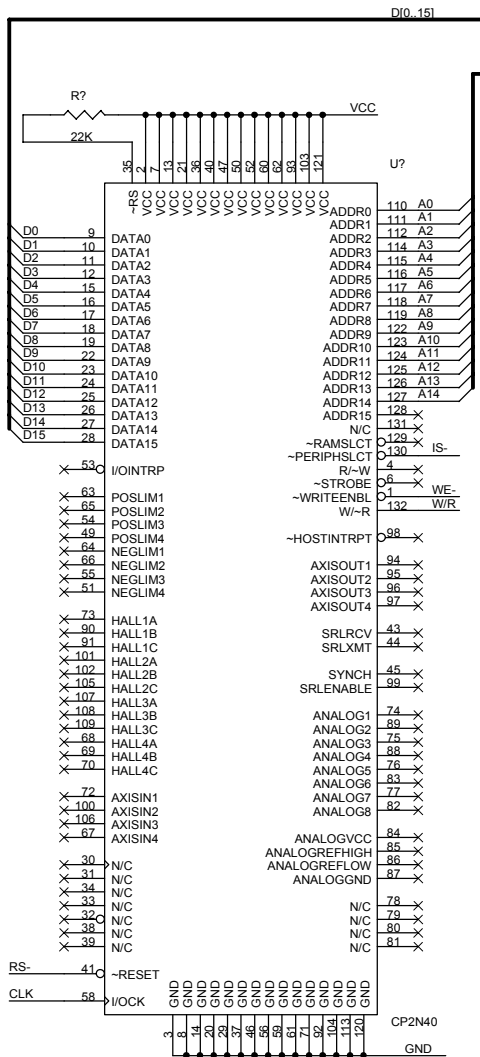 D[0..15]
R?
VCC
22K
35 2 7 13 21 36 40 47 50 52 60 62 93 103 121
U?
~RS VCC VCC VCC VCC VCC VCC VCC VCC VCC VCC VCC VCC VCC VCC
ADDR0 110 A0
ADDR1 111 A1
D0 9 DATA0 ADDR2 112 A2
D1 10 DATA1 ADDR3 114 A3
D2 11 DATA2 ADDR4 115 A4
D3 12 DATA3 ADDR5 116 A5
D4 15 DATA4 ADDR6 117 A6
D5 16 DATA5 ADDR7 118 A7
D6 17 DATA6 ADDR8 119 A8
D7 18 DATA7 ADDR9 122 A9
D8 19 DATA8 ADDR10 123 A10
D9 22 DATA9 ADDR11 124 A11
D10 23 DATA10 ADDR12 125 A12
D11 24 DATA11 ADDR13 126 A13
D12 25 DATA12 ADDR14 127 A14
D13 26 DATA13 ADDR15 128
D14 27 DATA14 N/C 131
D15 28 DATA15 ~RAMSLCT 129
~PERIPHSLCT 130 IS-
53 I/OINTRP R/~W 4
~STROBE 6
63 POSLIM1 ~WRITEENBL 1 WE-
65 POSLIM2 W/~R 132 W/R
54 POSLIM3
49 POSLIM4 ~HOSTINTRPT 98
64 NEGLIM1
66 NEGLIM2 AXISOUT1 94
55 NEGLIM3 AXISOUT2 95
51 NEGLIM4 AXISOUT3 96
AXISOUT4 97
73 HALL1A
90 HALL1B SRLRCV 43
91 HALL1C SRLXMT 44
101 HALL2A
102 HALL2B SYNCH 45
105 HALL2C SRLENABLE 99
107 HALL3A
108 HALL3B ANALOG1 74
109 HALL3C ANALOG2 89
68 HALL4A ANALOG3 75
69 HALL4B ANALOG4 88
70 HALL4C ANALOG5 76
ANALOG6 83
72 AXISIN1 ANALOG7 77
100 AXISIN2 ANALOG8 82
106 AXISIN3
67 AXISIN4 ANALOGVCC 84
ANALOGREFHIGH 85
30 N/C ANALOGREFLOW 86
31 N/C ANALOGGND 87
34 N/C
33 N/C N/C 78
32 N/C N/C 79
38 N/C N/C 80
39 N/C N/C 81
RS- 41 ~RESET
CLK 58 I/OCK
GND GND GND GND GND GND GND GND GND GND GND GND GND GND GND
CP2N40
3 8 14 20 29 37 46 56 59 61 71 92 104 113 120
GND